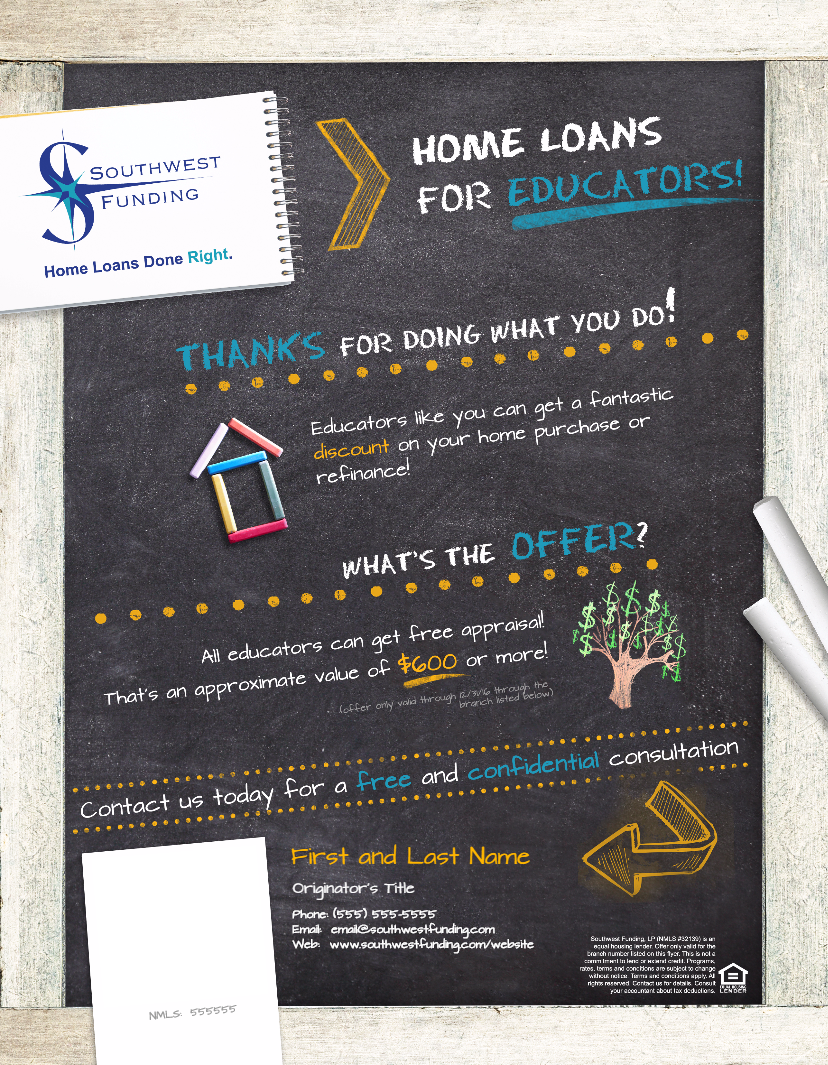 SOUTHWEST
FUNDING
Home Loans Done Right.
HOME LOANS
FOR EDUCATORS!
THANKS FOR DOING WHAT YOU DO!
Educators like you can get a fantastic
discount on your home purchase or
refinance!
WHAT'S THE OFFER?
All educators can get free appraisal!
That's an approximate value of $600 or more!
(offer only valid through 12/31/16 through the
branch listed below)
Contact us today for a free and confidential consultation
First and Last Name
Originator's Title
Phone: (555) 555-5555
Email: email@southwestfunding.com
Web: www.southwestfunding.com/website
NMLS: 555555
Southwest Funding, LP (NMLS #32139) is an
equal housing lender. Offer only valid for the
branch number listed on this flyer. This is not a
commitment to lend or extend credit. Programs,
rates, terms and conditions are subject to change
without notice. Terms and conditions apply. All
rights reserved. Contact us for details. Consult
your accountant about tax deductions.
EQUAL HOUSING
LENDER